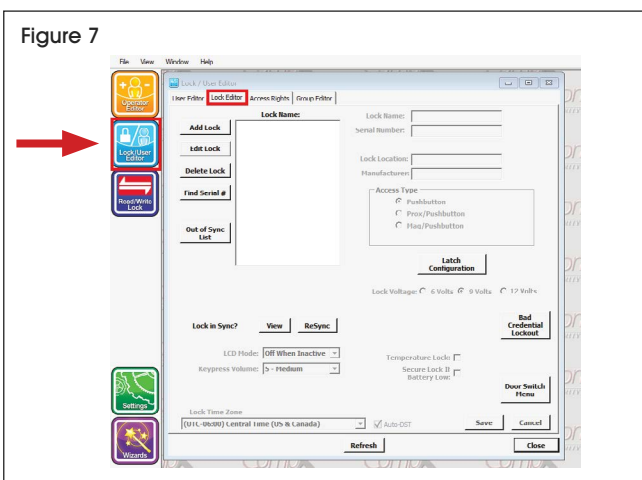 Figure 7
File View Window Help
Lock / User Editor
User Editor Lock Editor Access Rights Group Editor
Operator Editor
Lock/User Editor
Read/Write Lock
Settings
Wizards
Lock Name:
Add Lock
Edit Lock
Delete Lock
Find Serial #
Out of Sync List
Lock Name:
Serial Number:
Lock Location:
Manufacturer:
Access Type
Pushbutton
Prox/Pushbutton
Mag/Pushbutton
Latch Configuration
Lock Voltage: 6 Volts 9 Volts 12 Volts
Lock in Sync? View ReSync
Bad Credential Lockout
LCD Mode: Off When Inactive
Keypress Volume: 5 - Medium
Temperature Lock:
Secure Lock If Battery Low:
Door Switch Menu
Lock Time Zone
(UTC-06:00) Central Time (US & Canada)
Auto-DST
Save Cancel
Refresh Close